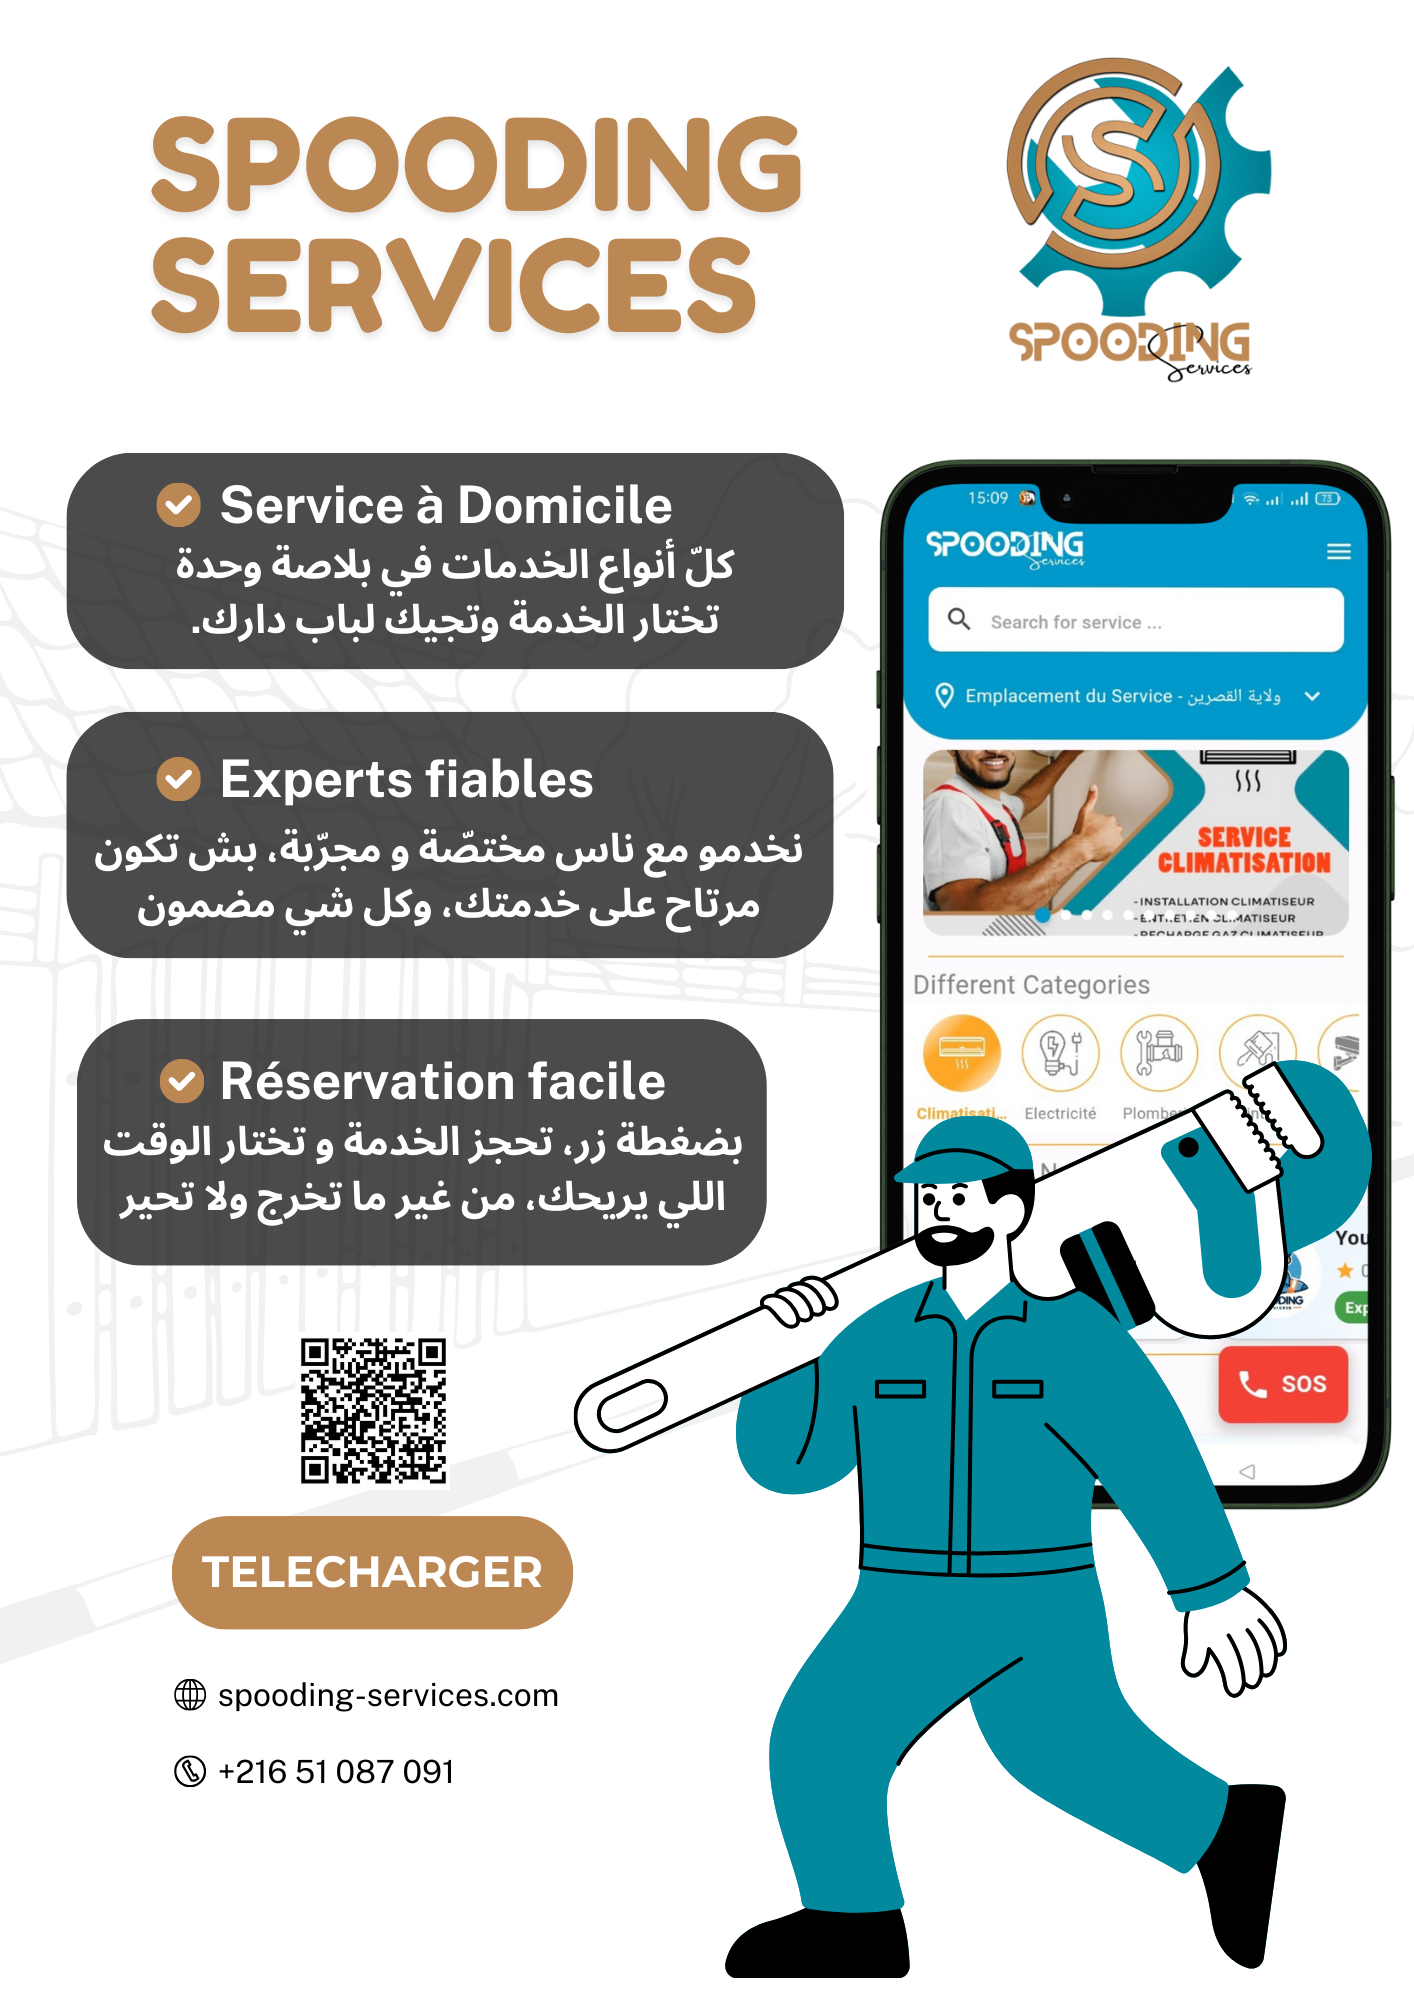 SPOODING
SERVICES
SPOODING
Services
Service à Domicile
كلّ أنواع الخدمات في بلاصة وحدة
تختار الخدمة وتجيك لباب دارك.
Experts fiables
نخدمو مع ناس مختصّة و مجرّبة، بش تكون
مرتاح على خدمتك، وكل شي مضمون
Réservation facile
بضغطة زر، تحجز الخدمة و تختار الوقت
اللي يريحك، من غير ما تخرج ولا تحير
TELECHARGER
spooding-services.com
+216 51 087 091
15:09
73
SPOODING
Services
Search for service ...
Emplacement du Service - ولاية القصرين
SERVICE
CLIMATISATION
-INSTALLATION CLIMATISEUR
-ENTRETIEN CLIMATISEUR
-RECHARGE GAZ CLIMATISEUR
Different Categories
Climatisati...
Electricité
Plombe
N
You
Exp
SOS